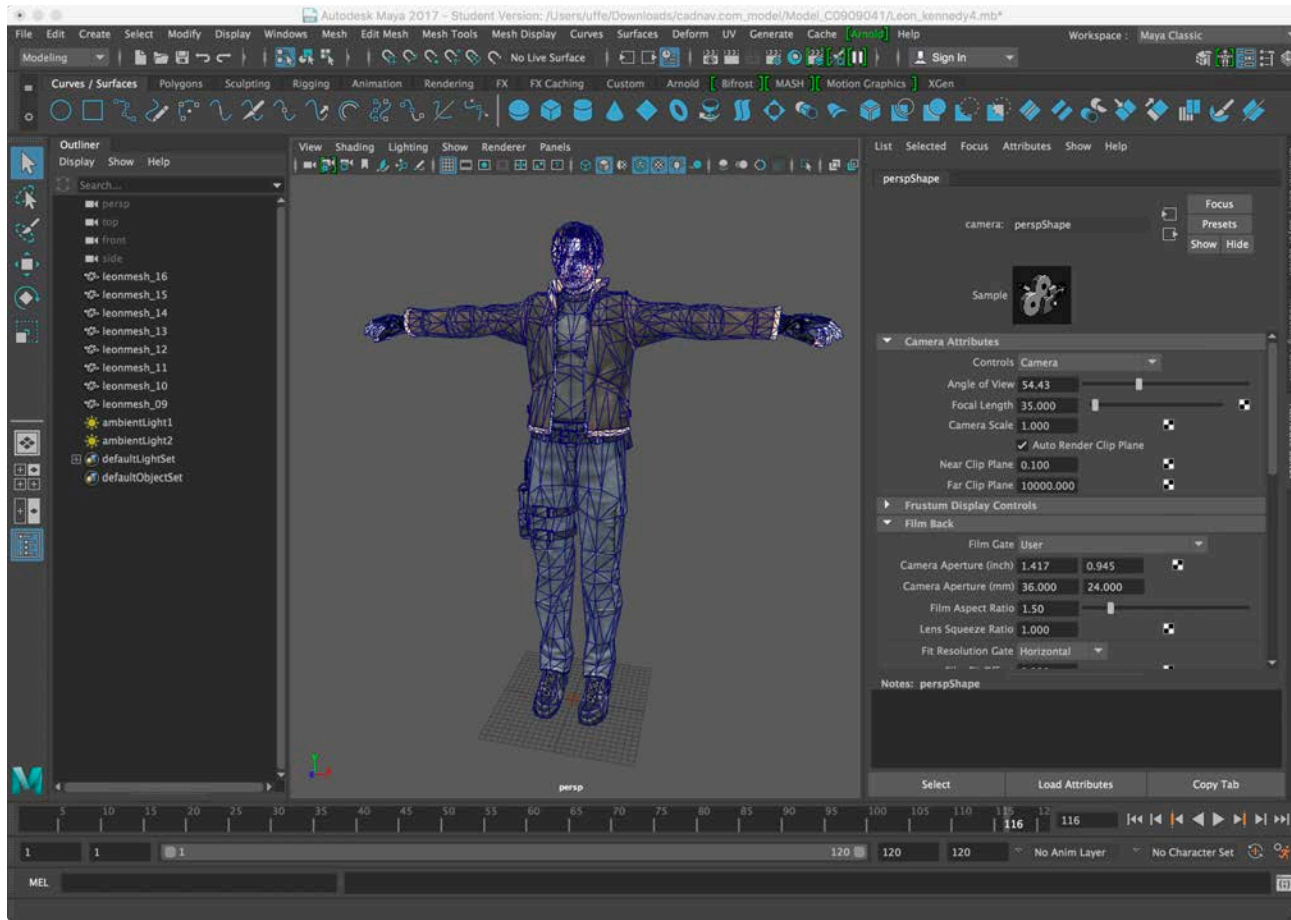 Autodesk Maya 2017 - Student Version: /Users/uffe/Downloads/cadnav.com_model/Model_C0909041/Leon_kennedy4.mb*
File Edit Create Select Modify Display Windows Mesh Edit Mesh Mesh Tools Mesh Display Curves Surfaces Deform UV Generate Cache [Arnold] Help Workspace : Maya Classic
Modeling No Live Surface Sign In
Curves / Surfaces Polygons Sculpting Rigging Animation Rendering FX FX Caching Custom Arnold [ Bifrost ][ MASH ][ Motion Graphics ] XGen
Outliner
Display Show Help
Search...
persp
top
front
side
leonmesh_16
leonmesh_15
leonmesh_14
leonmesh_13
leonmesh_12
leonmesh_11
leonmesh_10
leonmesh_09
ambientLight1
ambientLight2
defaultLightSet
defaultObjectSet
View Shading Lighting Show Renderer Panels
persp
List Selected Focus Attributes Show Help
perspShape
camera: perspShape
Focus
Presets
Show Hide
Sample
Camera Attributes
Controls Camera
Angle of View 54.43
Focal Length 35.000
Camera Scale 1.000
Auto Render Clip Plane
Near Clip Plane 0.100
Far Clip Plane 10000.000
Frustum Display Controls
Film Back
Film Gate User
Camera Aperture (inch) 1.417 0.945
Camera Aperture (mm) 36.000 24.000
Film Aspect Ratio 1.50
Lens Squeeze Ratio 1.000
Fit Resolution Gate Horizontal
Notes: perspShape
Select Load Attributes Copy Tab
5 10 15 20 25 30 35 40 45 50 55 60 65 70 75 80 85 90 95 100 105 110 115 12
116 116
1 1 1 120 120 120 No Anim Layer No Character Set
MEL